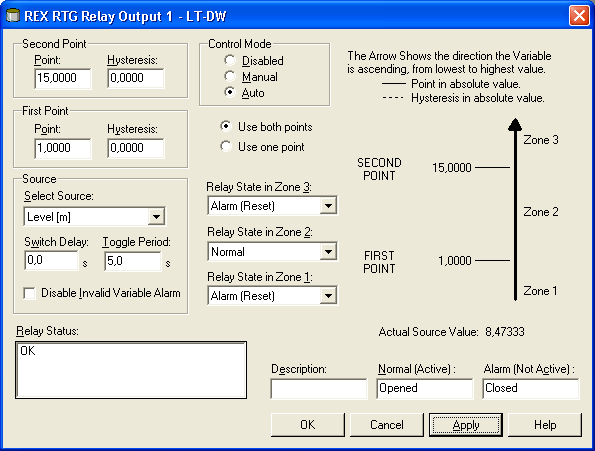 REX RTG Relay Output 1 - LT-DW
Second Point
Point: Hysteresis:
15,0000 0,0000
First Point
Point: Hysteresis:
1,0000 0,0000
Source
Select Source:
Level [m]
Switch Delay: Toggle Period:
0,0 s 5,0 s
Disable Invalid Variable Alarm
Control Mode
Disabled
Manual
Auto
Use both points
Use one point
Relay State in Zone 3:
Alarm (Reset)
Relay State in Zone 2:
Normal
Relay State in Zone 1:
Alarm (Reset)
The Arrow Shows the direction the Variable
is ascending, from lowest to highest value.
Point in absolute value.
Hysteresis in absolute value.
Zone 3
SECOND
POINT
15,0000
Zone 2
FIRST
POINT
1,0000
Zone 1
Relay Status:
OK
Actual Source Value: 8,47333
Description: Normal (Active) : Alarm (Not Active) :
Opened Closed
OK Cancel Apply Help